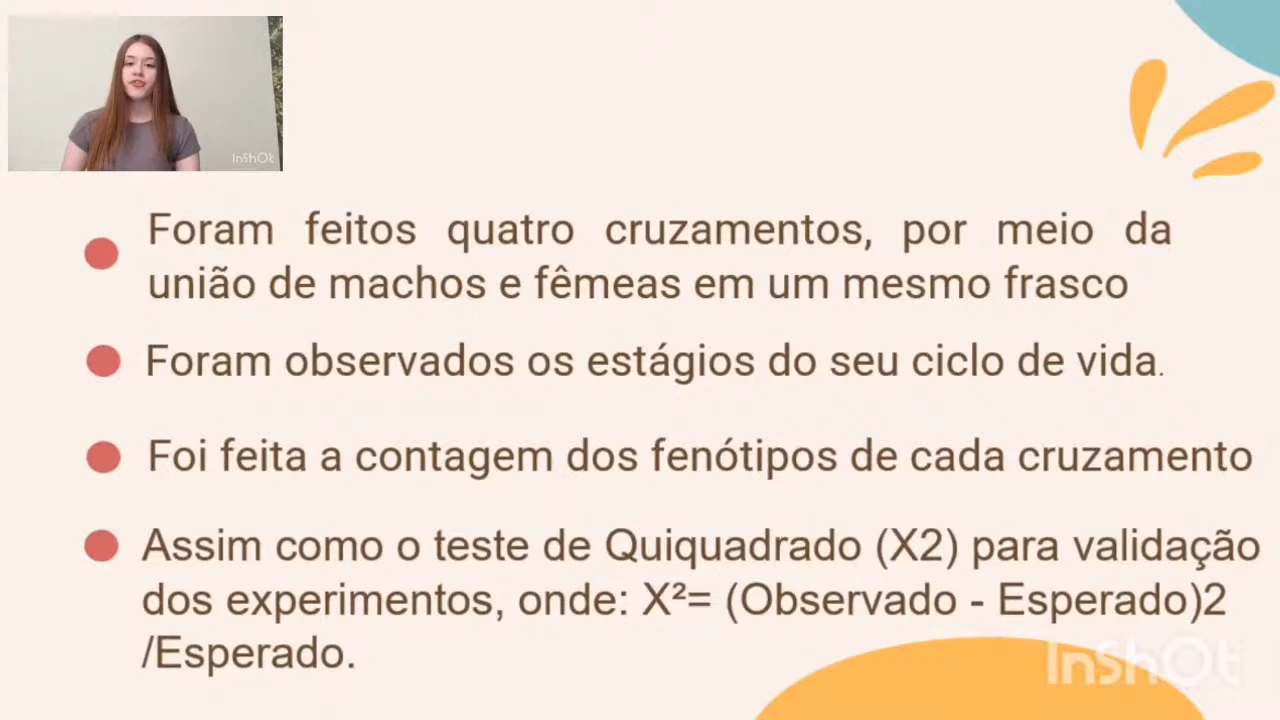 InShOt
Foram feitos quatro cruzamentos, por meio da
união de machos e fêmeas em um mesmo frasco
Foram observados os estágios do seu ciclo de vida.
Foi feita a contagem dos fenótipos de cada cruzamento
Assim como o teste de Quiquadrado (X2) para validação
dos experimentos, onde: X²= (Observado - Esperado)2
/Esperado.
InShOt